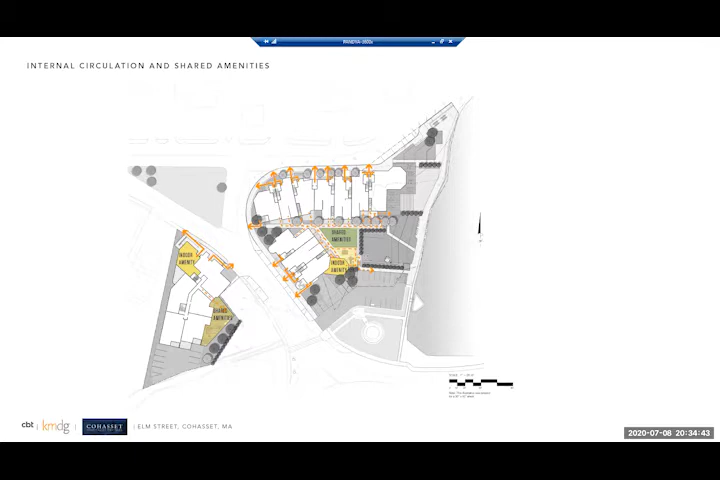 INTERNAL CIRCULATION AND SHARED AMENITIES
SHARED
AMENITIES
INDOOR
AMENITY
INDOOR
AMENITY
SHARED
AMENITIES
cbt | kmdg | COHASSET | ELM STREET, COHASSET, MA
2020-07-08 20:34:43